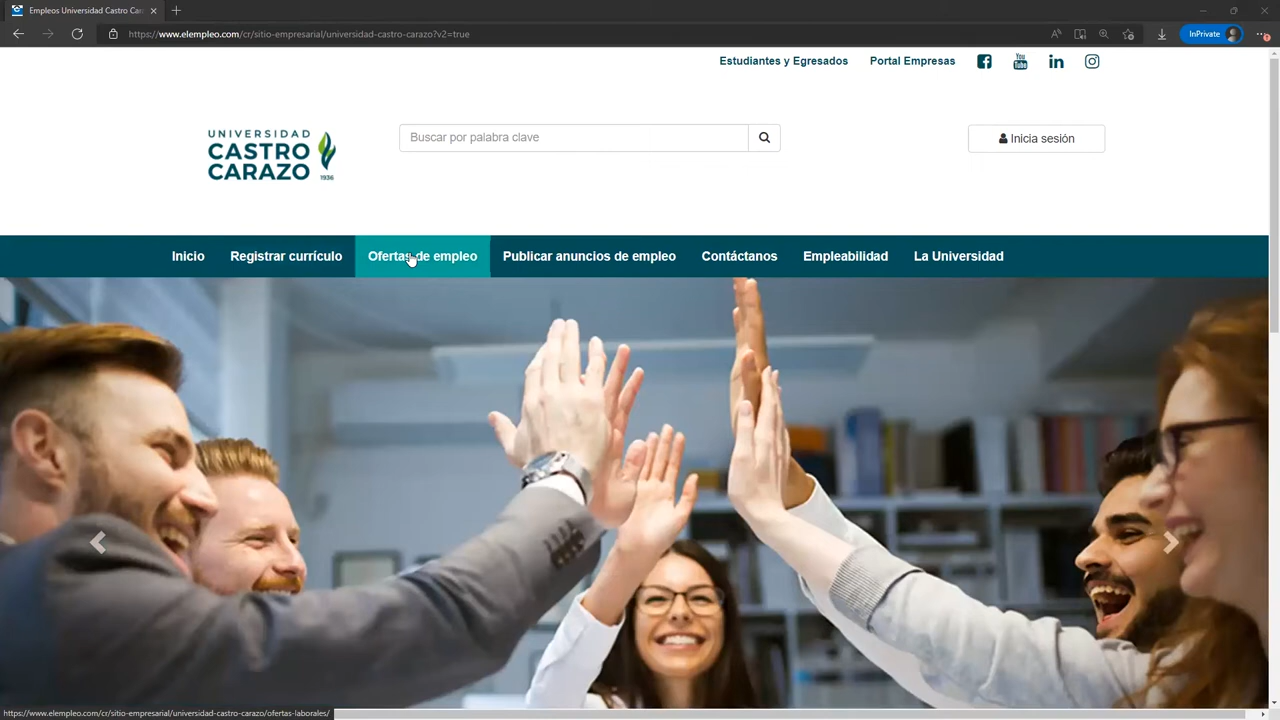 Empleos Universidad Castro Car
https://www.elempleo.com/cr/sitio-empresarial/universidad-castro-carazo?v2=true
InPrivate
Estudiantes y Egresados
Portal Empresas
You Tube
in
UNIVERSIDAD
CASTRO
CARAZO
1936
Buscar por palabra clave
Inicia sesión
Inicio
Registrar currículo
Ofertas de empleo
Publicar anuncios de empleo
Contáctanos
Empleabilidad
La Universidad
https://www.elempleo.com/cr/sitio-empresarial/universidad-castro-carazo/ofertas-laborales/